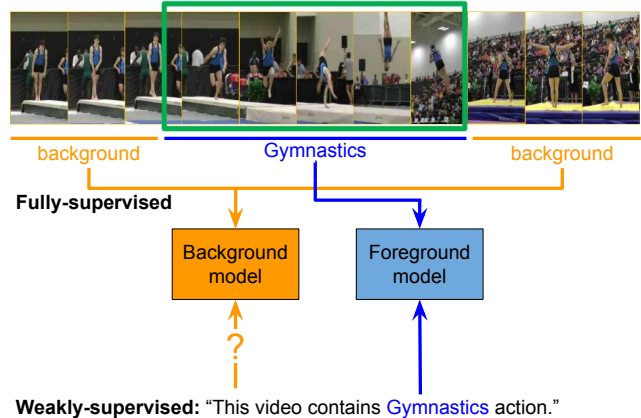 background
Gymnastics
background
Fully-supervised
Background
model
Foreground
model
?
Weakly-supervised: “This video contains Gymnastics action.”